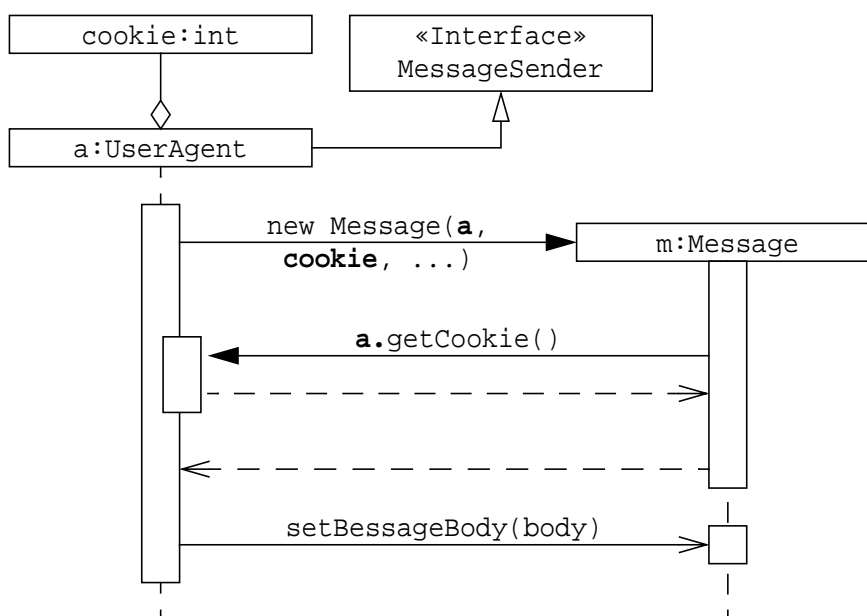 cookie:int
«Interface»
MessageSender
a:UserAgent
new Message(a,
cookie, ...)
m:Message
a.getCookie()
setBessageBody(body)